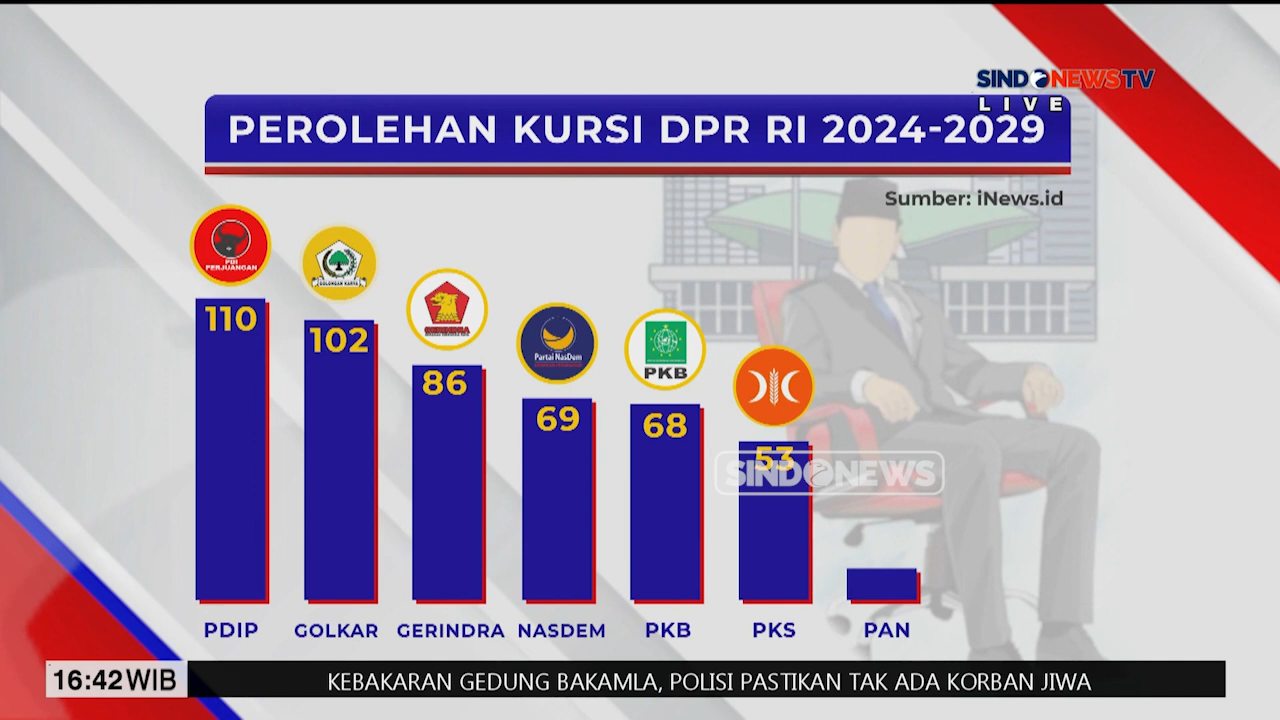 SINDONEWSTV
LIVE
PEROLEHAN KURSI DPR RI 2024-2029
Sumber: iNews.id
PDI
PERJUANGAN
GOLONGAN KARYA
GERINDRA
Partai NasDem
PKB
110
102
86
69
68
53
SINDONEWS
PDIP
GOLKAR
GERINDRA
NASDEM
PKB
PKS
PAN
16:42 WIB
KEBAKARAN GEDUNG BAKAMLA, POLISI PASTIKAN TAK ADA KORBAN JIWA